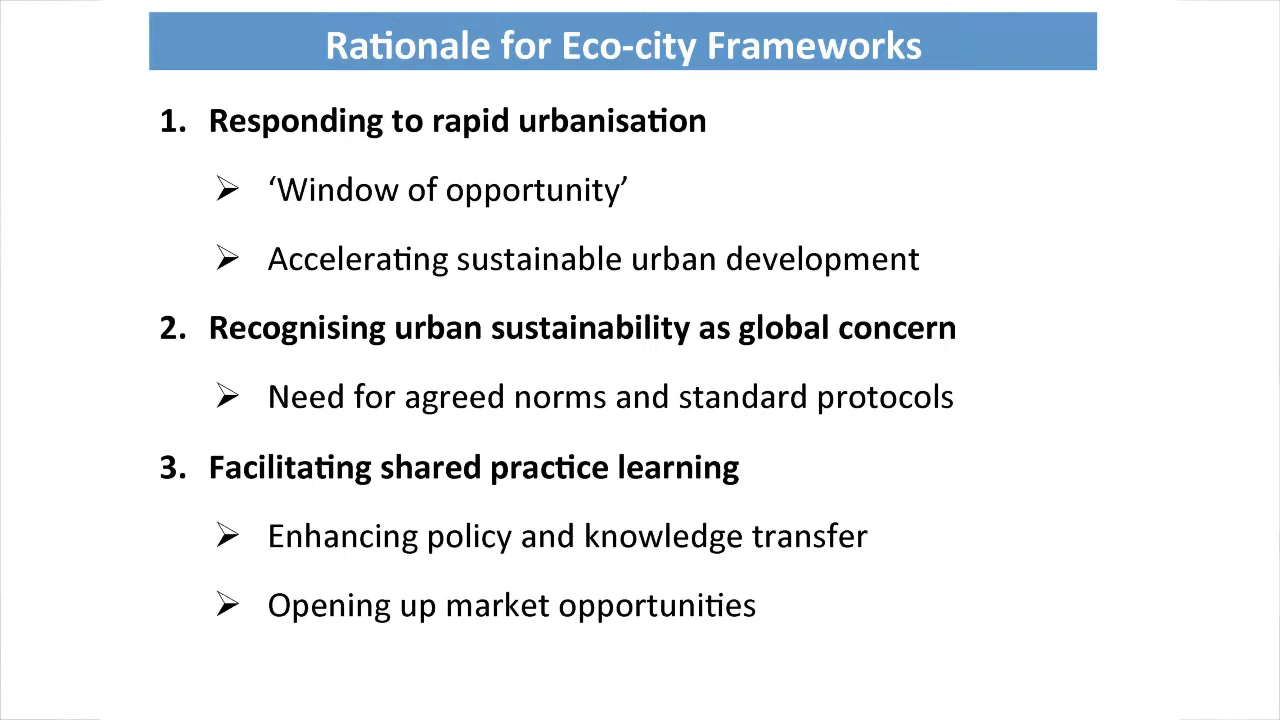 Rationale for Eco-city Frameworks
1. Responding to rapid urbanisation
➢ ‘Window of opportunity’
➢ Accelerating sustainable urban development
2. Recognising urban sustainability as global concern
➢ Need for agreed norms and standard protocols
3. Facilitating shared practice learning
➢ Enhancing policy and knowledge transfer
➢ Opening up market opportunities